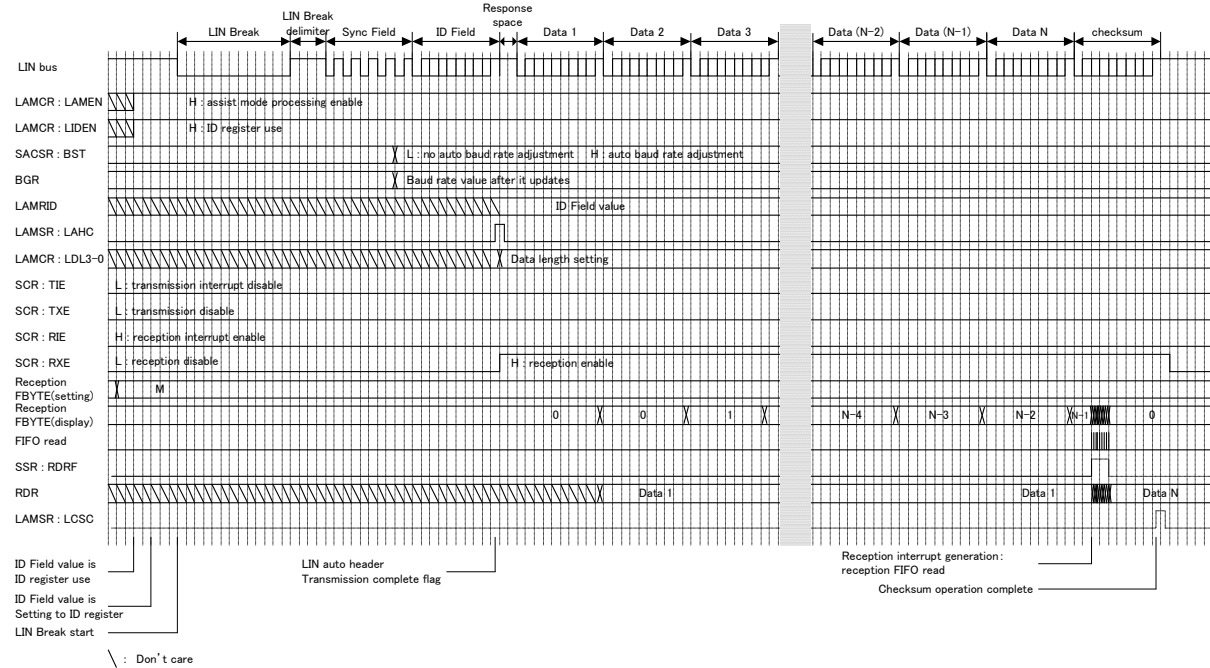 Response
LIN Break
space
LIN Break delimiter Sync Field ID Field Data 1 Data 2 Data 3 Data (N-2) Data (N-1) Data N checksum
LIN bus
LAMCR : LAMEN H : assist mode processing enable
LAMCR : LIDEN H : ID register use
SACSR : BST L : no auto baud rate adjustment H : auto baud rate adjustment
BGR Baud rate value after it updates
LAMRID ID Field value
LAMSR : LAHC
LAMCR : LDL3-0 Data length setting
SCR : TIE L : transmission interrupt disable
SCR : TXE L : transmission disable
SCR : RIE H : reception interrupt enable
SCR : RXE L : reception disable H : reception enable
Reception
FBYTE(setting) M
Reception
FBYTE(display) 0 0 1 N-4 N-3 N-2 N-1 0
FIFO read
SSR : RDRF
RDR Data 1 Data 1 Data N
LAMSR : LCSC
ID Field value is
ID register use
LIN auto header
Transmission complete flag
Reception interrupt generation:
reception FIFO read
Checksum operation complete
ID Field value is
Setting to ID register
LIN Break start
\ : Don't care